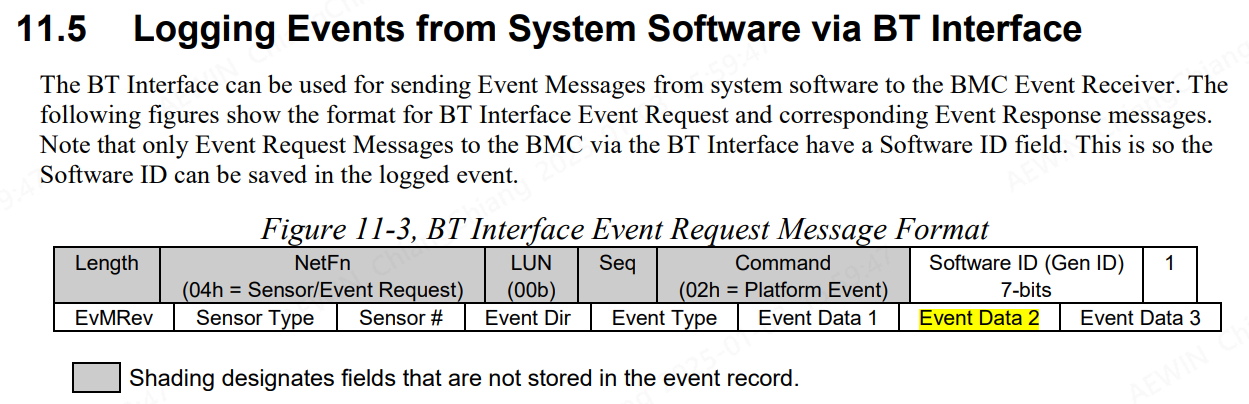 11.5 Logging Events from System Software via BT Interface
The BT Interface can be used for sending Event Messages from system software to the BMC Event Receiver. The
following figures show the format for BT Interface Event Request and corresponding Event Response messages.
Note that only Event Request Messages to the BMC via the BT Interface have a Software ID field. This is so the
Software ID can be saved in the logged event.
Figure 11-3, BT Interface Event Request Message Format
Length NetFn LUN Seq Command Software ID (Gen ID) 1
(04h = Sensor/Event Request) (00b) (02h = Platform Event) 7-bits
EvMRev Sensor Type Sensor # Event Dir Event Type Event Data 1 Event Data 2 Event Data 3
Shading designates fields that are not stored in the event record.